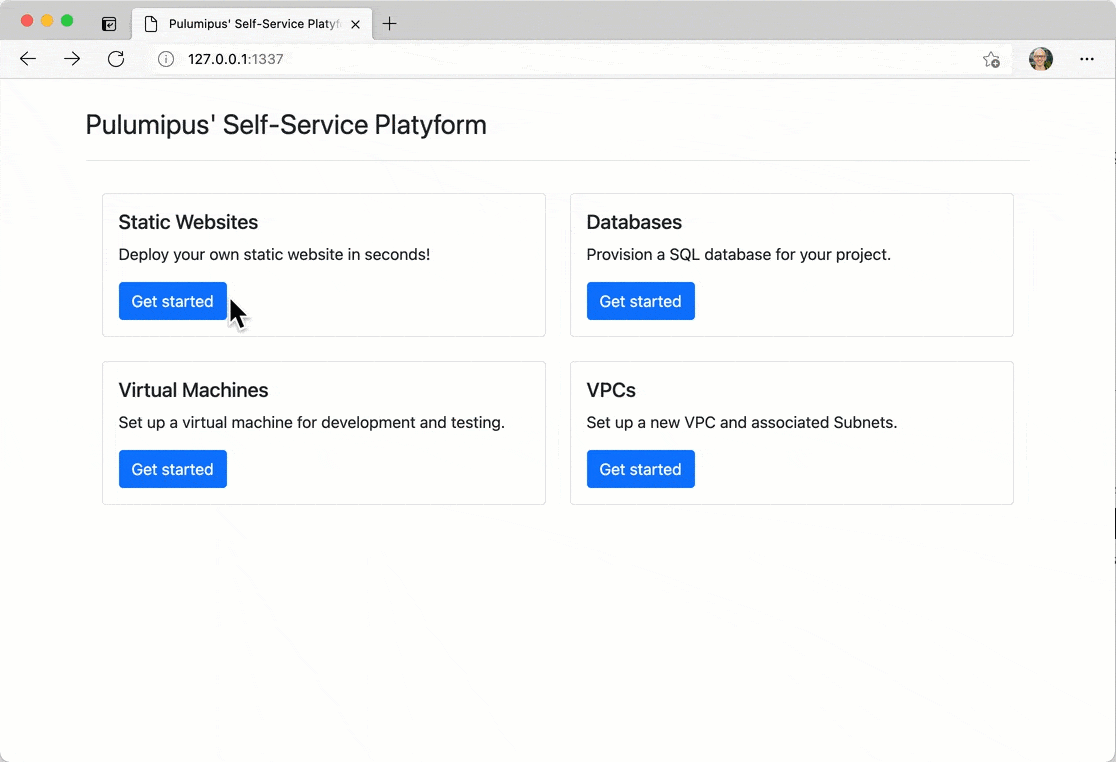 Pulumipus' Self-Service Platyf
127.0.0.1:1337
Pulumipus' Self-Service Platyform
Static Websites
Deploy your own static website in seconds!
Get started
Databases
Provision a SQL database for your project.
Get started
Virtual Machines
Set up a virtual machine for development and testing.
Get started
VPCs
Set up a new VPC and associated Subnets.
Get started